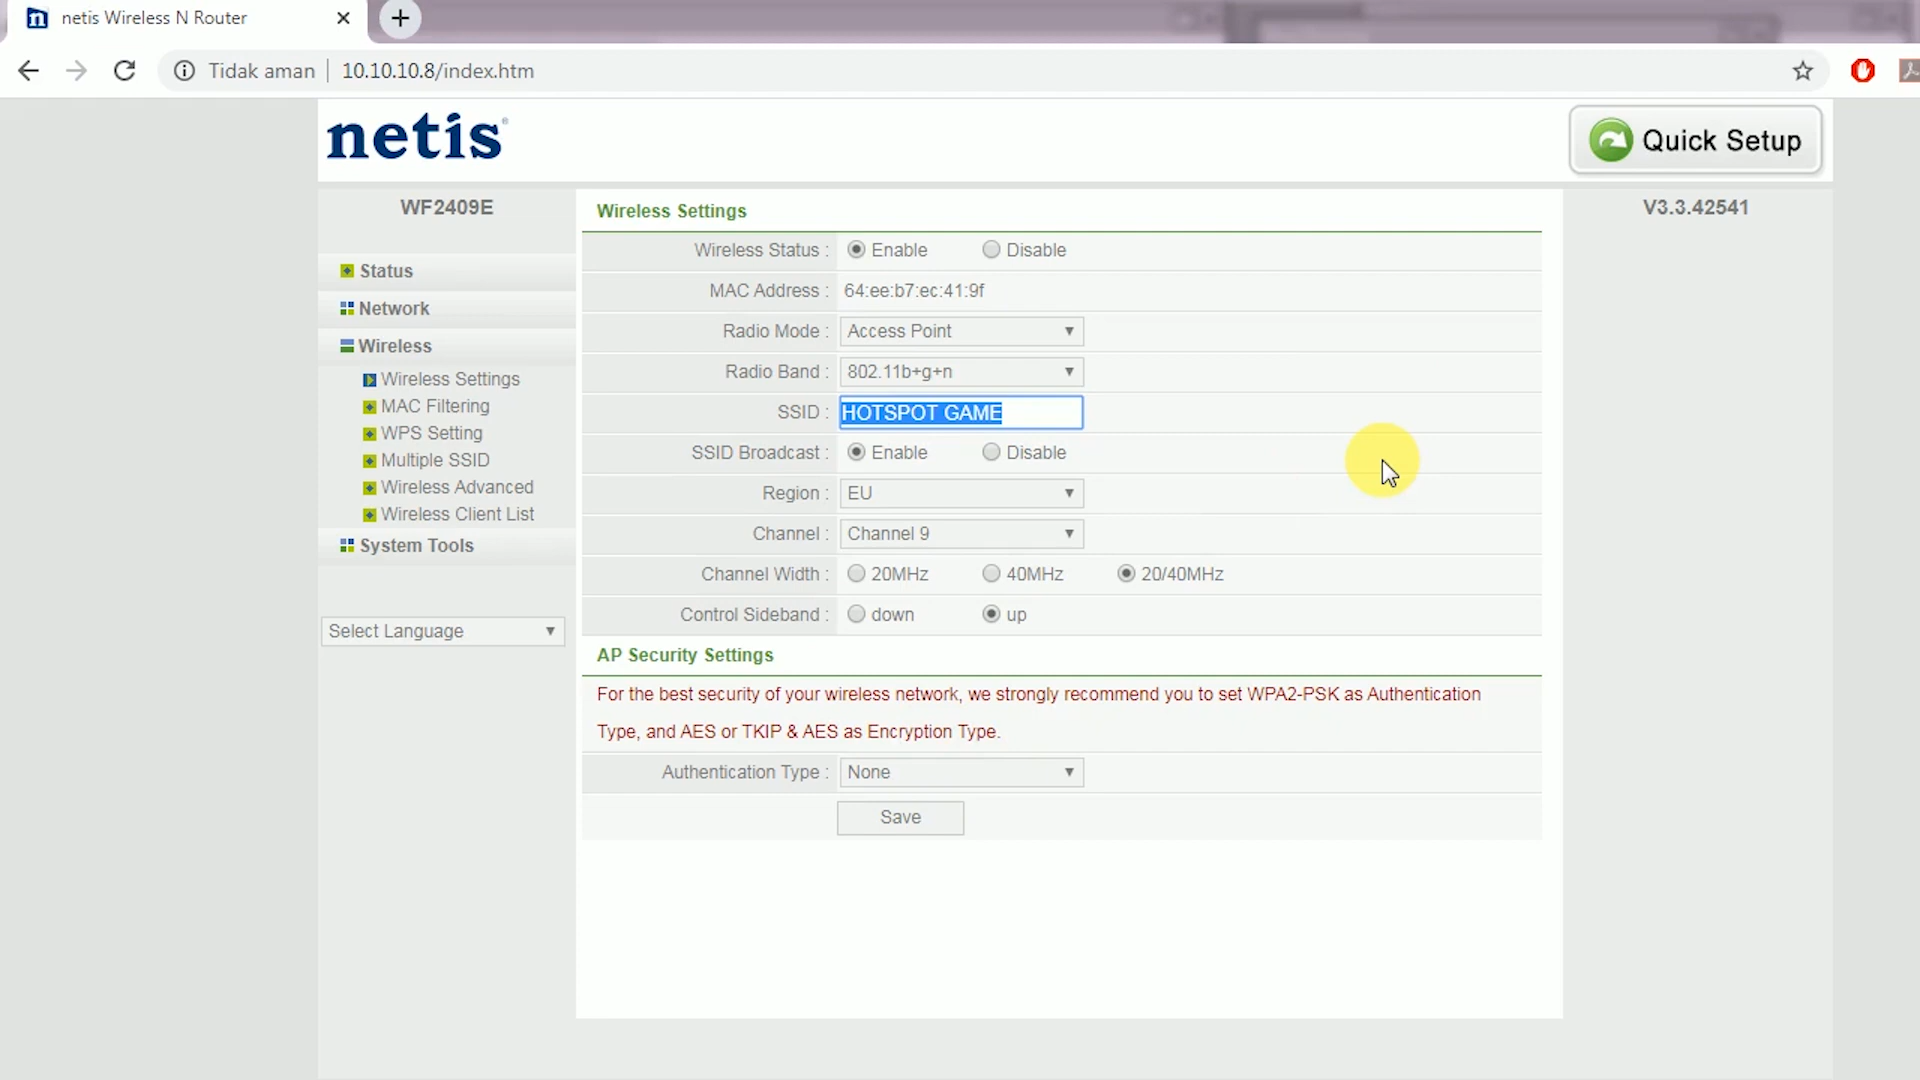 netis Wireless N Router
Tidak aman | 10.10.10.8/index.htm
netis®
Quick Setup
WF2409E
Wireless Settings
V3.3.42541
Status
Network
Wireless
Wireless Settings
MAC Filtering
WPS Setting
Multiple SSID
Wireless Advanced
Wireless Client List
System Tools
Select Language
Wireless Status : Enable Disable
MAC Address : 64:ee:b7:ec:41:9f
Radio Mode : Access Point
Radio Band : 802.11b+g+n
SSID : HOTSPOT GAME
SSID Broadcast : Enable Disable
Region : EU
Channel : Channel 9
Channel Width : 20MHz 40MHz 20/40MHz
Control Sideband : down up
AP Security Settings
For the best security of your wireless network, we strongly recommend you to set WPA2-PSK as Authentication
Type, and AES or TKIP & AES as Encryption Type.
Authentication Type : None
Save